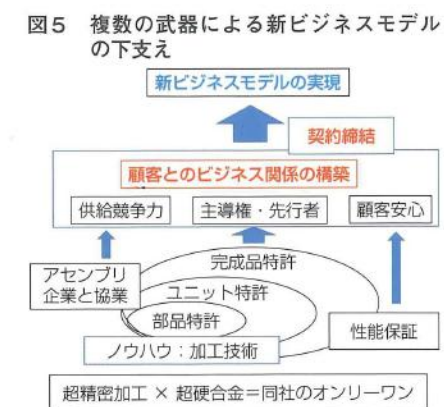 図5 複数の武器による新ビジネスモデル
の下支え
新ビジネスモデルの実現
契約締結
顧客とのビジネス関係の構築
供給競争力
主導権・先行者
顧客安心
完成品特許
アセンブリ
企業と協業
ユニット特許
部品特許
性能保証
ノウハウ：加工技術
超精密加工 × 超硬合金＝同社のオンリーワン